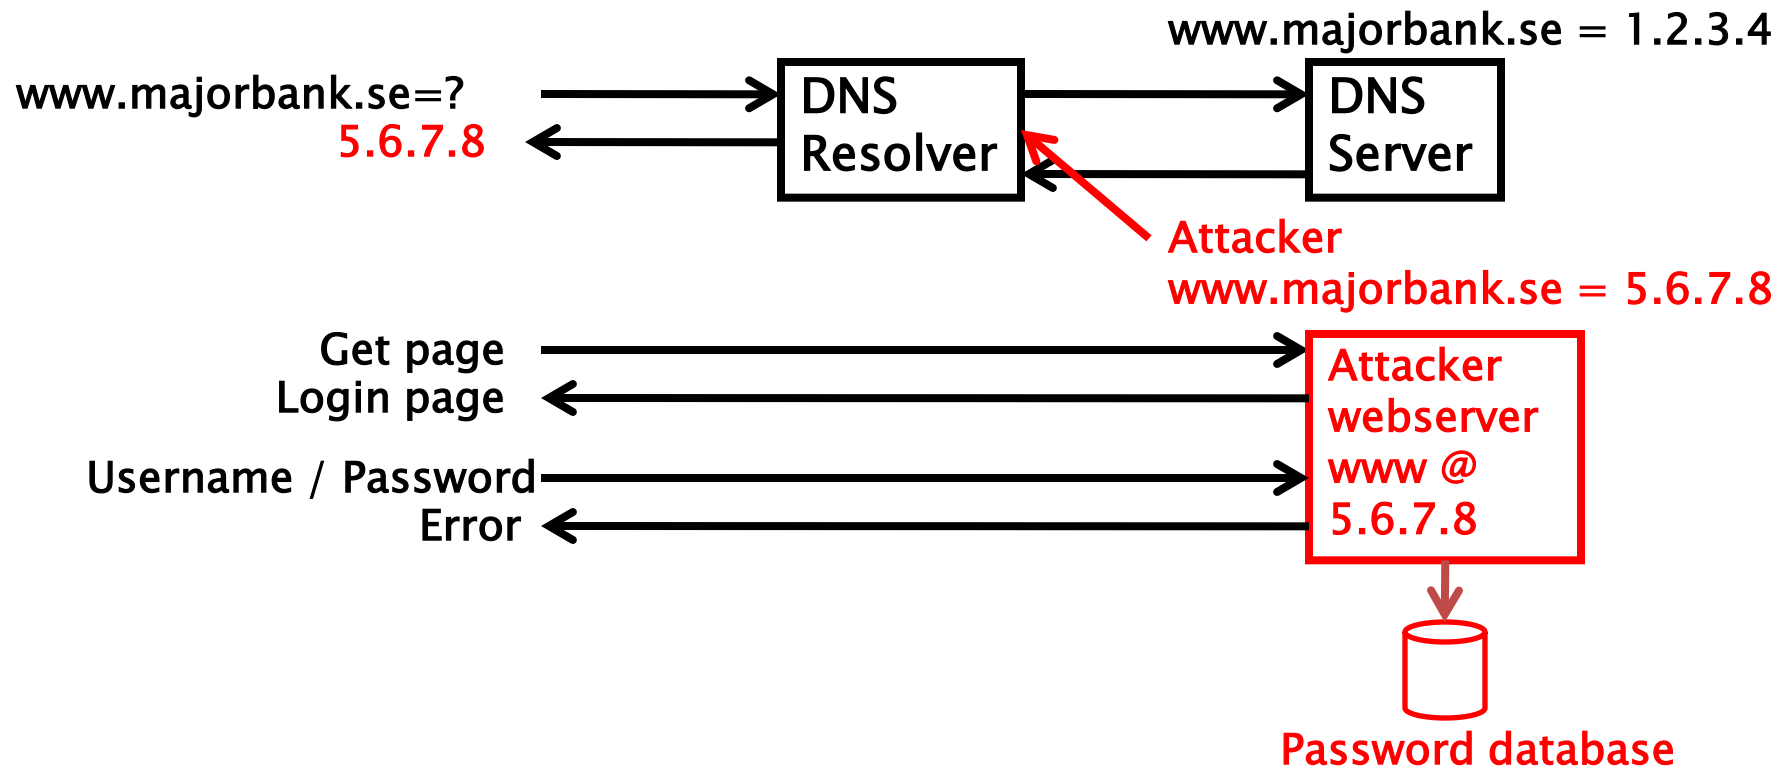 www.majorbank.se = 1.2.3.4
www.majorbank.se=?
5.6.7.8
DNS
Resolver
DNS
Server
Attacker
www.majorbank.se = 5.6.7.8
Get page
Login page
Username / Password
Error
Attacker
webserver
www @
5.6.7.8
Password database